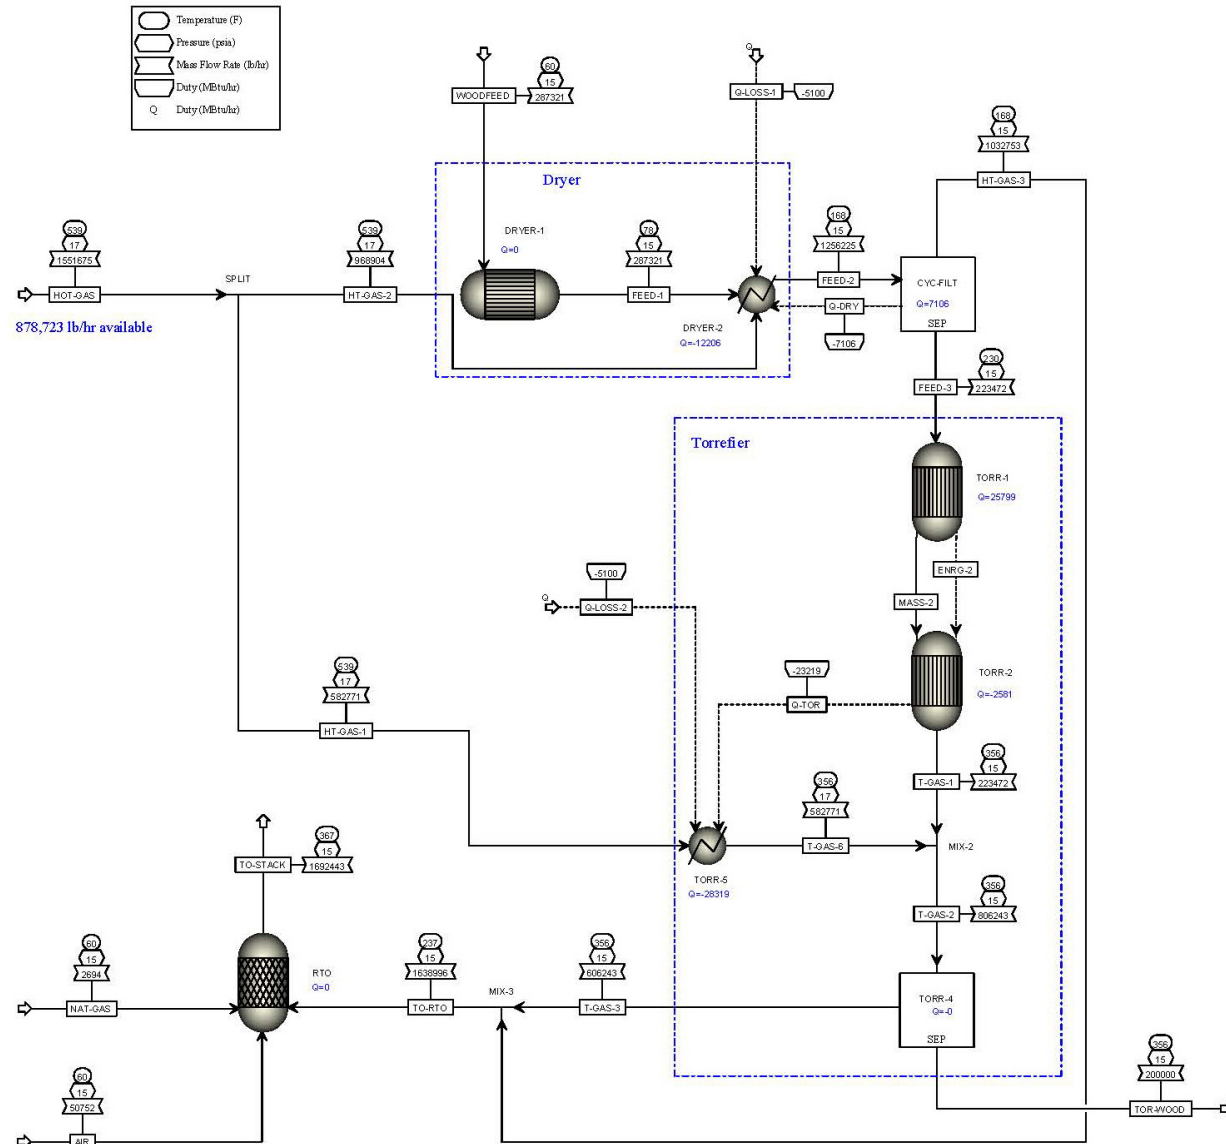 Temperature (F)
Pressure (psia)
Mass Flow Rate (lb/hr)
Duty (MBtu/hr)
Q Duty (MBtu/hr)
60
15
287321
WOODFEED
Q
Q-LOSS-1
-5100
168
15
1032753
HT-GAS-3
Dryer
DRYER-1
Q=0
539
17
1551675
HOT-GAS
878,723 lb/hr available
SPLIT
539
17
968904
HT-GAS-2
78
15
287321
FEED-1
DRYER-2
Q=-12206
168
15
1256225
FEED-2
Q-DRY
-7106
CYC-FILT
Q=7106
SEP
230
15
223472
FEED-3
Torrefier
TORR-1
Q=25799
ENRG-2
MASS-2
-5100
Q
Q-LOSS-2
TORR-2
Q=-2581
-23219
Q-TOR
539
17
582771
HT-GAS-1
356
15
223472
T-GAS-1
356
17
582771
T-GAS-6
MIX-2
TORR-5
Q=-28319
356
15
806243
T-GAS-2
367
15
1692443
TO-STACK
60
15
2694
NAT-GAS
RTO
Q=0
237
15
1638996
TO-RTO
MIX-3
356
15
606243
T-GAS-3
TORR-4
Q=-0
SEP
356
15
200000
TOR-WOOD
60
15
50752
AIR